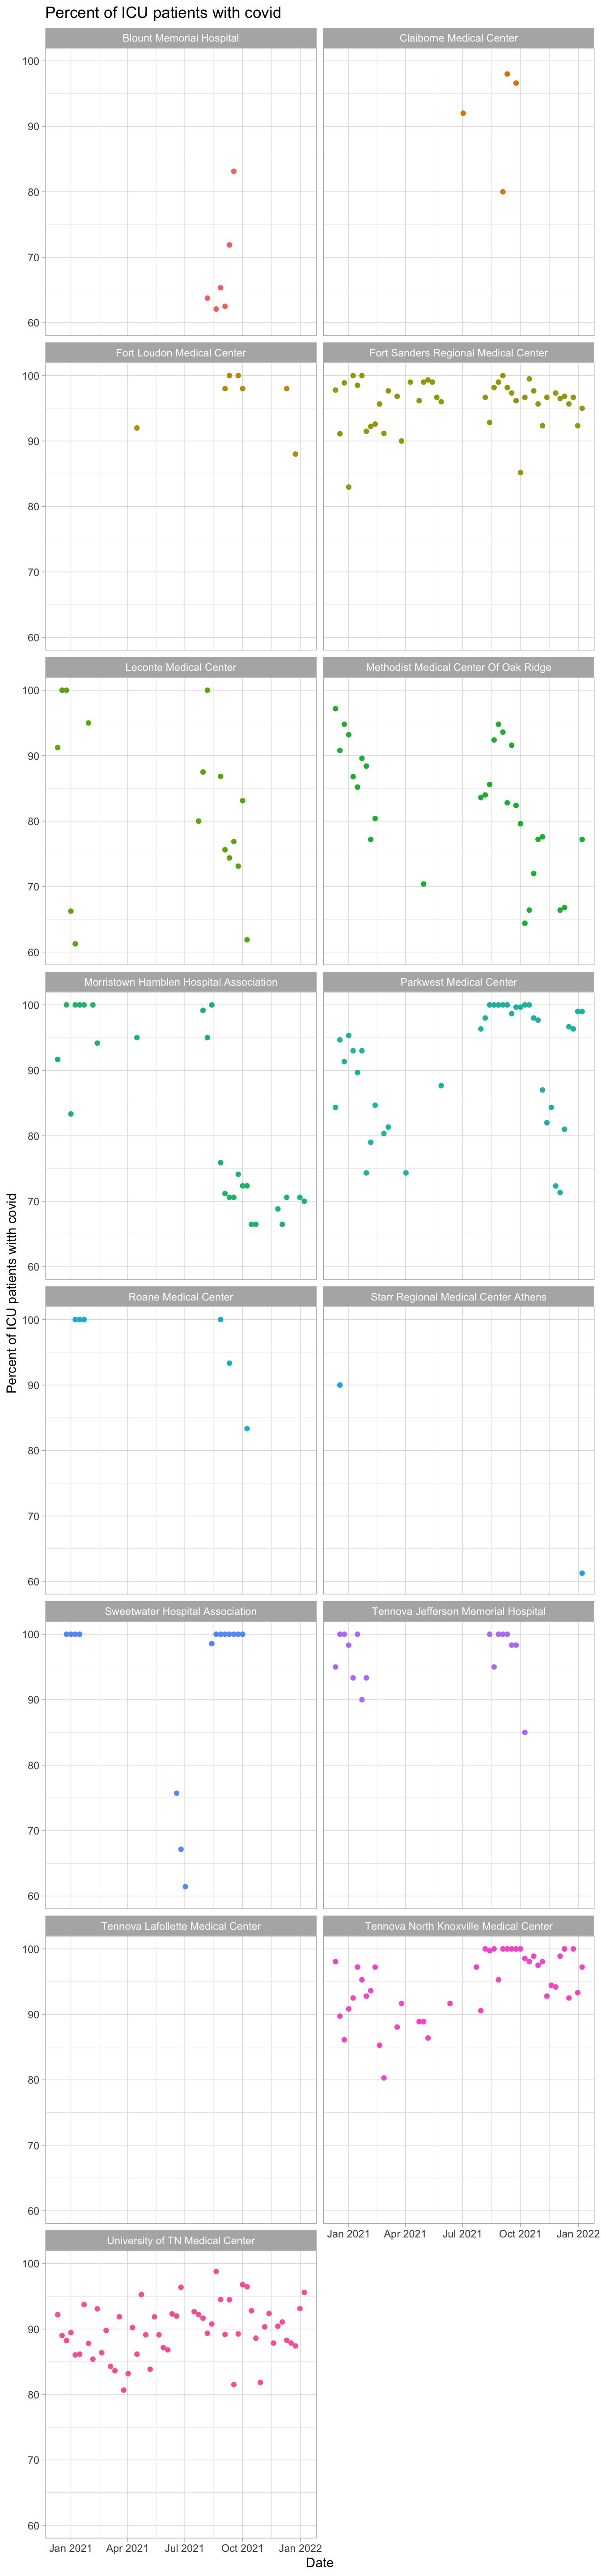 Percent of ICU patients with covid
Blount Memorial Hospital
Claiborne Medical Center
100
90
80
70
60
Fort Loudon Medical Center
Fort Sanders Regional Medical Center
100
90
80
70
60
Leconte Medical Center
Methodist Medical Center Of Oak Ridge
100
90
80
70
60
Morristown Hamblen Hospital Association
Parkwest Medical Center
100
90
80
70
60
Percent of ICU patients witth covid
Roane Medical Center
Starr Regional Medical Center Athens
100
90
80
70
60
Sweetwater Hospital Association
Tennova Jefferson Memorial Hospital
100
90
80
70
60
Tennova Lafollette Medical Center
Tennova North Knoxville Medical Center
100
90
80
70
60
Jan 2021 Apr 2021 Jul 2021 Oct 2021 Jan 2022
University of TN Medical Center
100
90
80
70
60
Jan 2021 Apr 2021 Jul 2021 Oct 2021 Jan 2022
Date